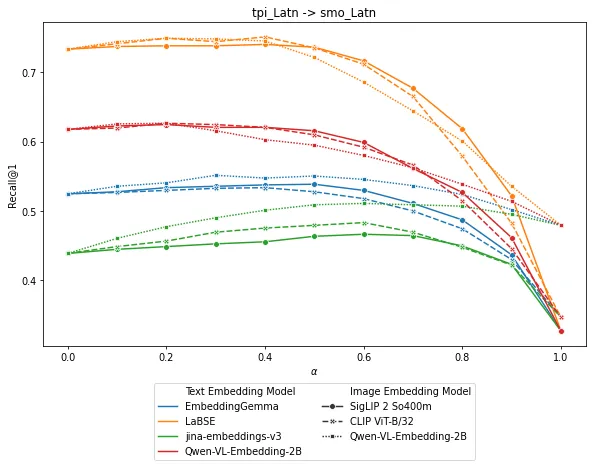 tpi_Latn -> smo_Latn
Recall@1
0.7
0.6
0.5
0.4
0.0 0.2 0.4 0.6 0.8 1.0
α
Text Embedding Model Image Embedding Model
EmbeddingGemma SigLIP 2 So400m
LaBSE CLIP ViT-B/32
jina-embeddings-v3 Qwen-VL-Embedding-2B
Qwen-VL-Embedding-2B